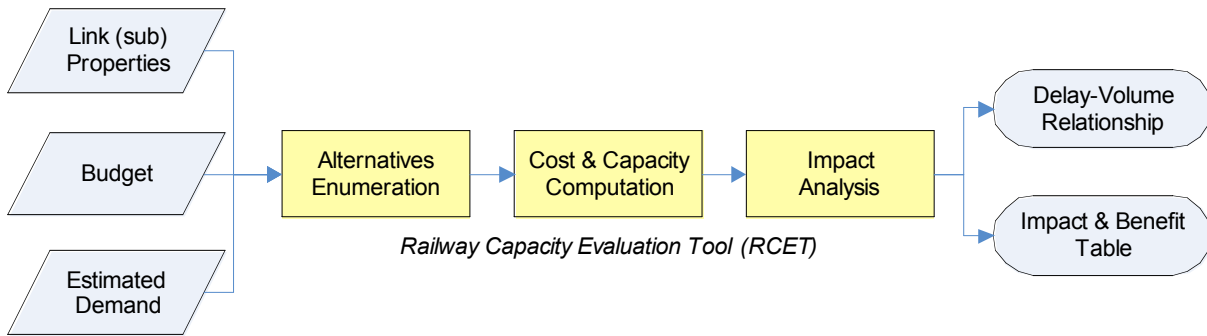 Link (sub)
Properties
Budget
Estimated
Demand
Alternatives
Enumeration
Cost & Capacity
Computation
Impact
Analysis
Railway Capacity Evaluation Tool (RCET)
Delay-Volume
Relationship
Impact & Benefit
Table